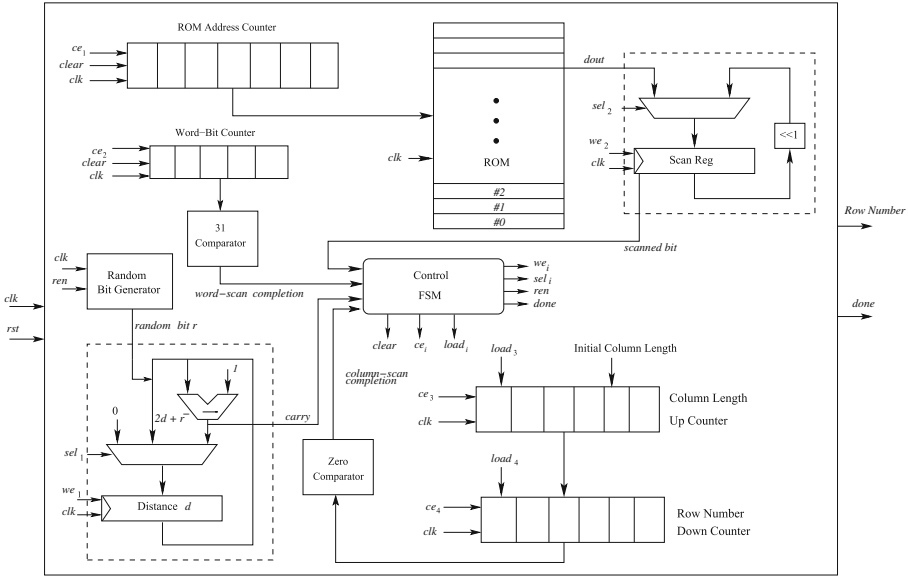 ROM Address Counter
ce1
clear
clk
dout
sel2
<<1
we2
clk
Scan Reg
scanned bit
Word−Bit Counter
ce2
clear
clk
clk
ROM
#2
#1
#0
31
Comparator
word−scan completion
Row Number
done
clk
rst
clk
ren
Random
Bit Generator
random bit r
Control
FSM
wei
seli
ren
done
clear
cei
loadi
column−scan
completion
1
0
2d + r
−
carry
sel1
we1
clk
Distance d
Zero
Comparator
load3
Initial Column Length
ce3
clk
Column Length
Up Counter
load4
ce4
clk
Row Number
Down Counter